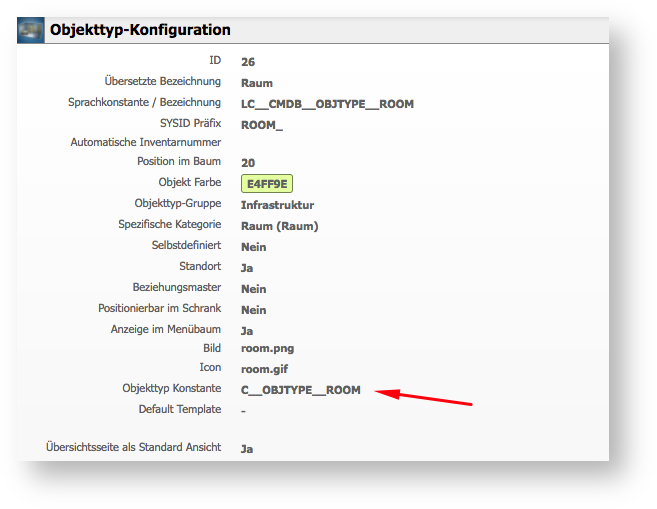 Objekttyp-Konfiguration
ID 26
Übersetzte Bezeichnung Raum
Sprachkonstante / Bezeichnung LC__CMDB__OBJTYPE__ROOM
SYSID Präfix ROOM_
Automatische Inventarnummer
Position im Baum 20
Objekt Farbe E4FF9E
Objekttyp-Gruppe Infrastruktur
Spezifische Kategorie Raum (Raum)
Selbstdefiniert Nein
Standort Ja
Beziehungsmaster Nein
Positionierbar im Schrank Nein
Anzeige im Menübaum Ja
Bild room.png
Icon room.gif
Objekttyp Konstante C__OBJTYPE__ROOM
Default Template -
Übersichtsseite als Standard Ansicht Ja